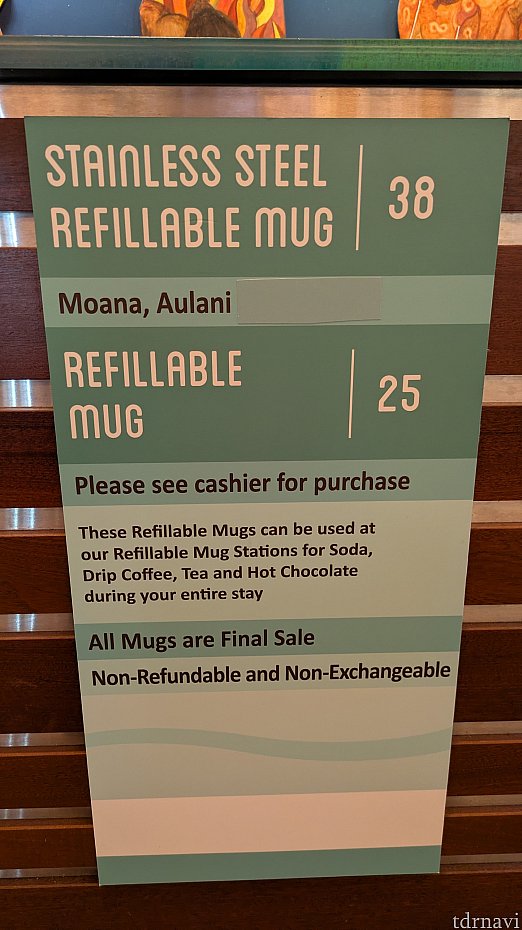 STAINLESS STEEL
REFILLABLE MUG
38
Moana, Aulani
REFILLABLE
MUG
25
Please see cashier for purchase
These Refillable Mugs can be used at
our Refillable Mug Stations for Soda,
Drip Coffee, Tea and Hot Chocolate
during your entire stay
All Mugs are Final Sale
Non-Refundable and Non-Exchangeable
tdrnavi